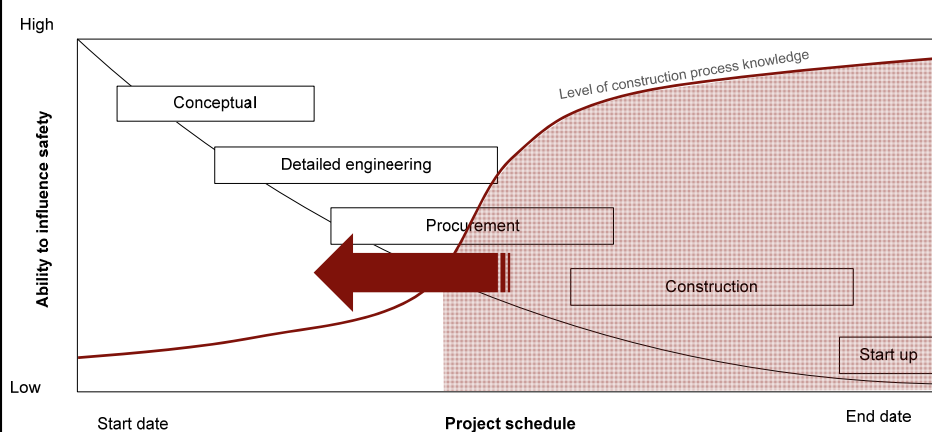 High
Level of construction process knowledge
Conceptual
Detailed engineering
Procurement
Construction
Start up
Ability to influence safety
Low
Start date
Project schedule
End date